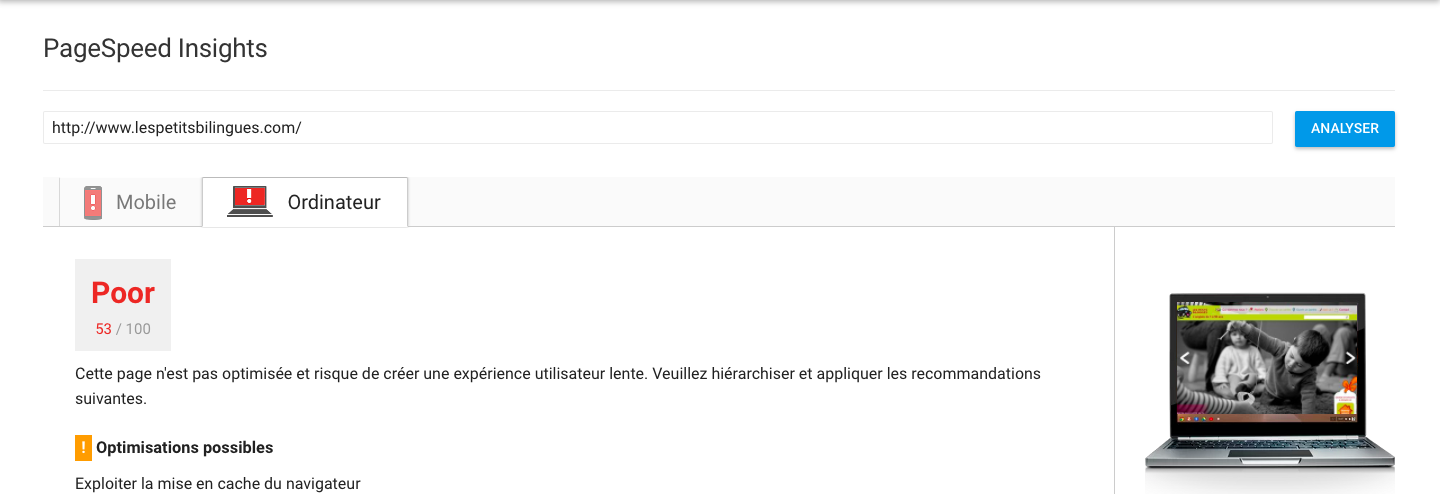 PageSpeed Insights
http://www.lespetitsbilingues.com/
ANALYSER
Mobile
Ordinateur
Poor
53 / 100
Cette page n'est pas optimisée et risque de créer une expérience utilisateur lente. Veuillez hiérarchiser et appliquer les recommandations
suivantes.
! Optimisations possibles
Exploiter la mise en cache du navigateur